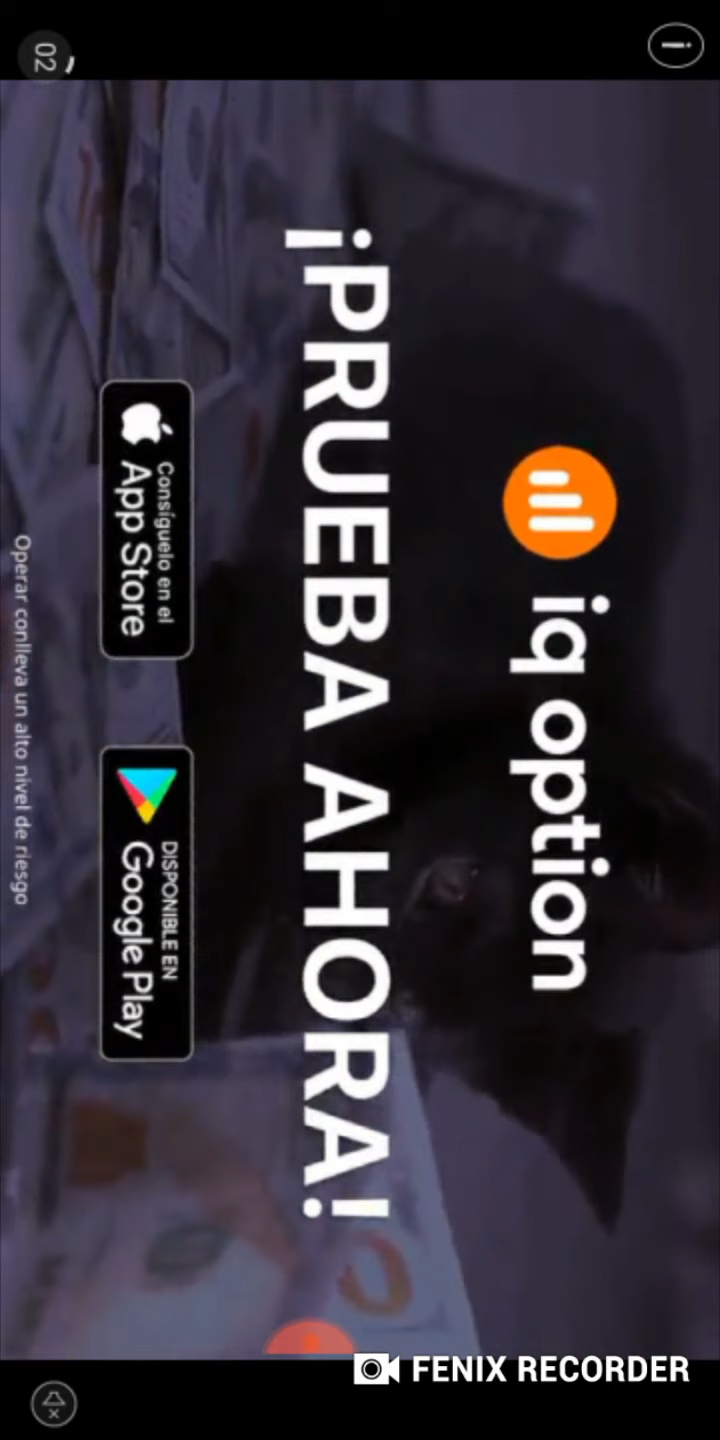 02
iq option
¡PRUEBA AHORA!
Consíguelo en el
App Store
DISPONIBLE EN
Google Play
Operar conlleva un alto nivel de riesgo
FENIX RECORDER